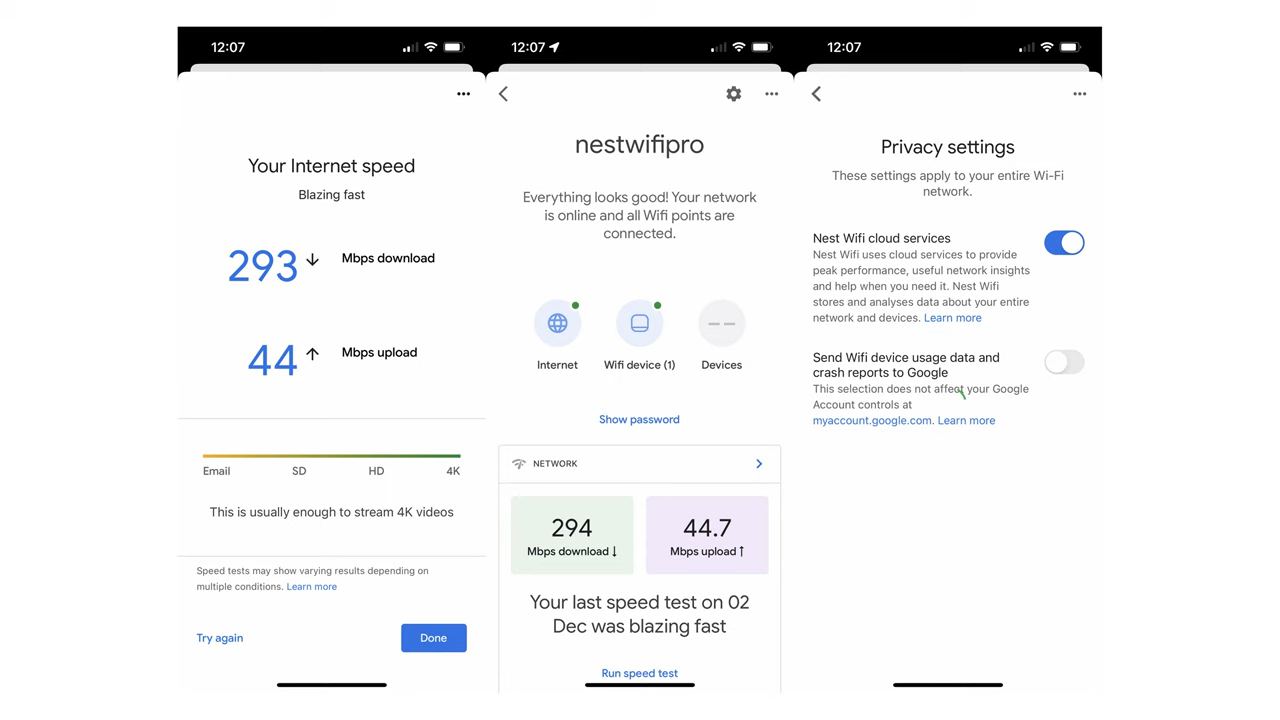 12:07
Your Internet speed
Blazing fast
293 ↓ Mbps download
44 ↑ Mbps upload
Email SD HD 4K
This is usually enough to stream 4K videos
Speed tests may show varying results depending on
multiple conditions. Learn more
Try again Done
12:07
nestwifipro
Everything looks good! Your network
is online and all Wifi points are
connected.
Internet Wifi device (1) Devices
Show password
NETWORK
294 44.7
Mbps download ↓ Mbps upload ↑
Your last speed test on 02
Dec was blazing fast
Run speed test
12:07
Privacy settings
These settings apply to your entire Wi-Fi
network.
Nest Wifi cloud services
Nest Wifi uses cloud services to provide
peak performance, useful network insights
and help when you need it. Nest Wifi
stores and analyses data about your entire
network and devices. Learn more
Send Wifi device usage data and
crash reports to Google
This selection does not affect your Google
Account controls at
myaccount.google.com. Learn more